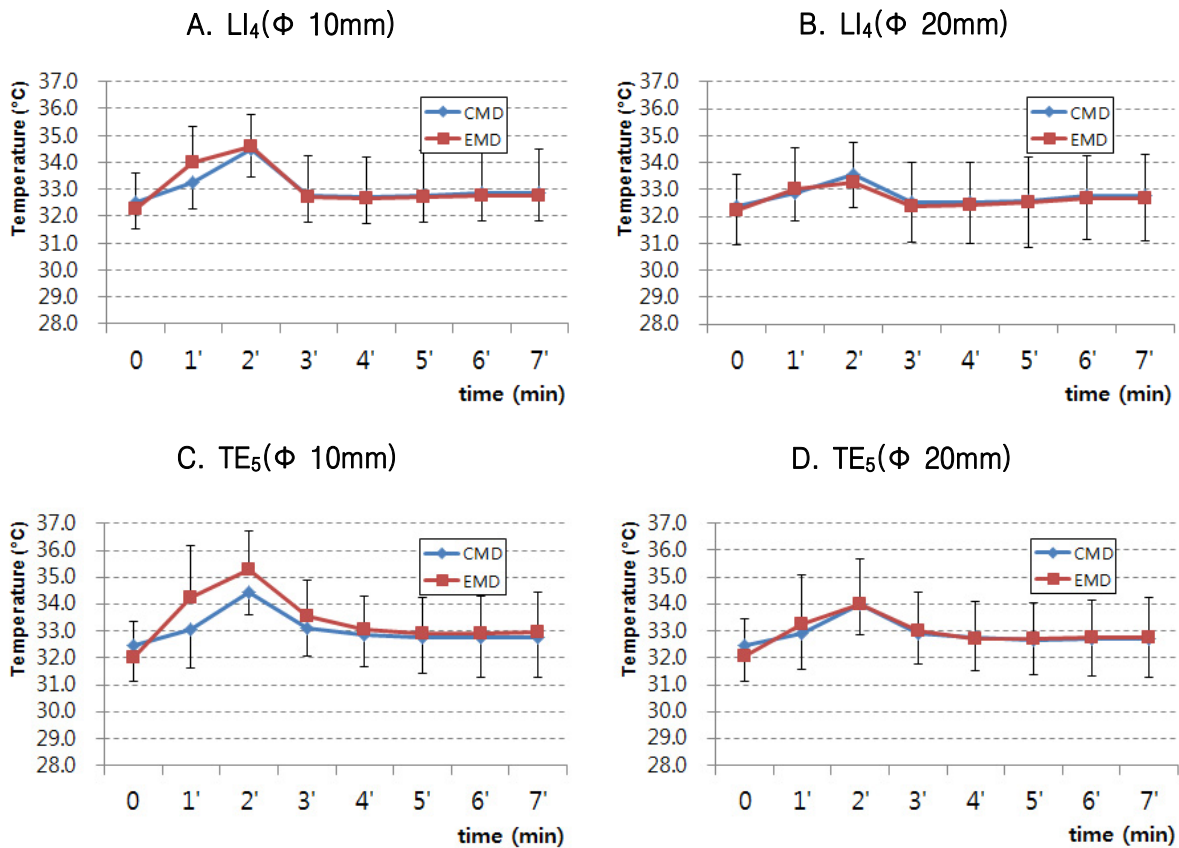 A. LI₄(Φ 10mm)
Temperature (°C)
37.0
36.0
35.0
34.0
33.0
32.0
31.0
30.0
29.0
28.0
CMD
EMD
0 1' 2' 3' 4' 5' 6' 7'
time (min)
B. LI₄(Φ 20mm)
Temperature (°C)
37.0
36.0
35.0
34.0
33.0
32.0
31.0
30.0
29.0
28.0
CMD
EMD
0 1' 2' 3' 4' 5' 6' 7'
time (min)
C. TE₅(Φ 10mm)
Temperature (°C)
37.0
36.0
35.0
34.0
33.0
32.0
31.0
30.0
29.0
28.0
CMD
EMD
0 1' 2' 3' 4' 5' 6' 7'
time (min)
D. TE₅(Φ 20mm)
Temperature (°C)
37.0
36.0
35.0
34.0
33.0
32.0
31.0
30.0
29.0
28.0
CMD
EMD
0 1' 2' 3' 4' 5' 6' 7'
time (min)